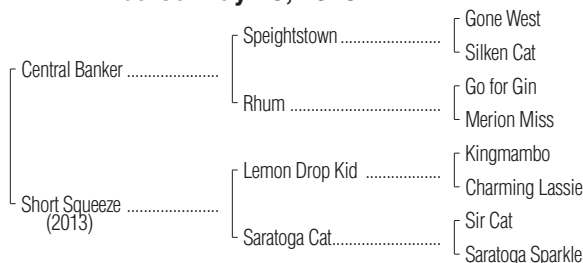 Gone West
Speightstown
Silken Cat
Central Banker
Go for Gin
Rhum
Merion Miss
Kingmambo
Lemon Drop Kid
Charming Lassie
Short Squeeze
(2013)
Sir Cat
Saratoga Cat
Saratoga Sparkle